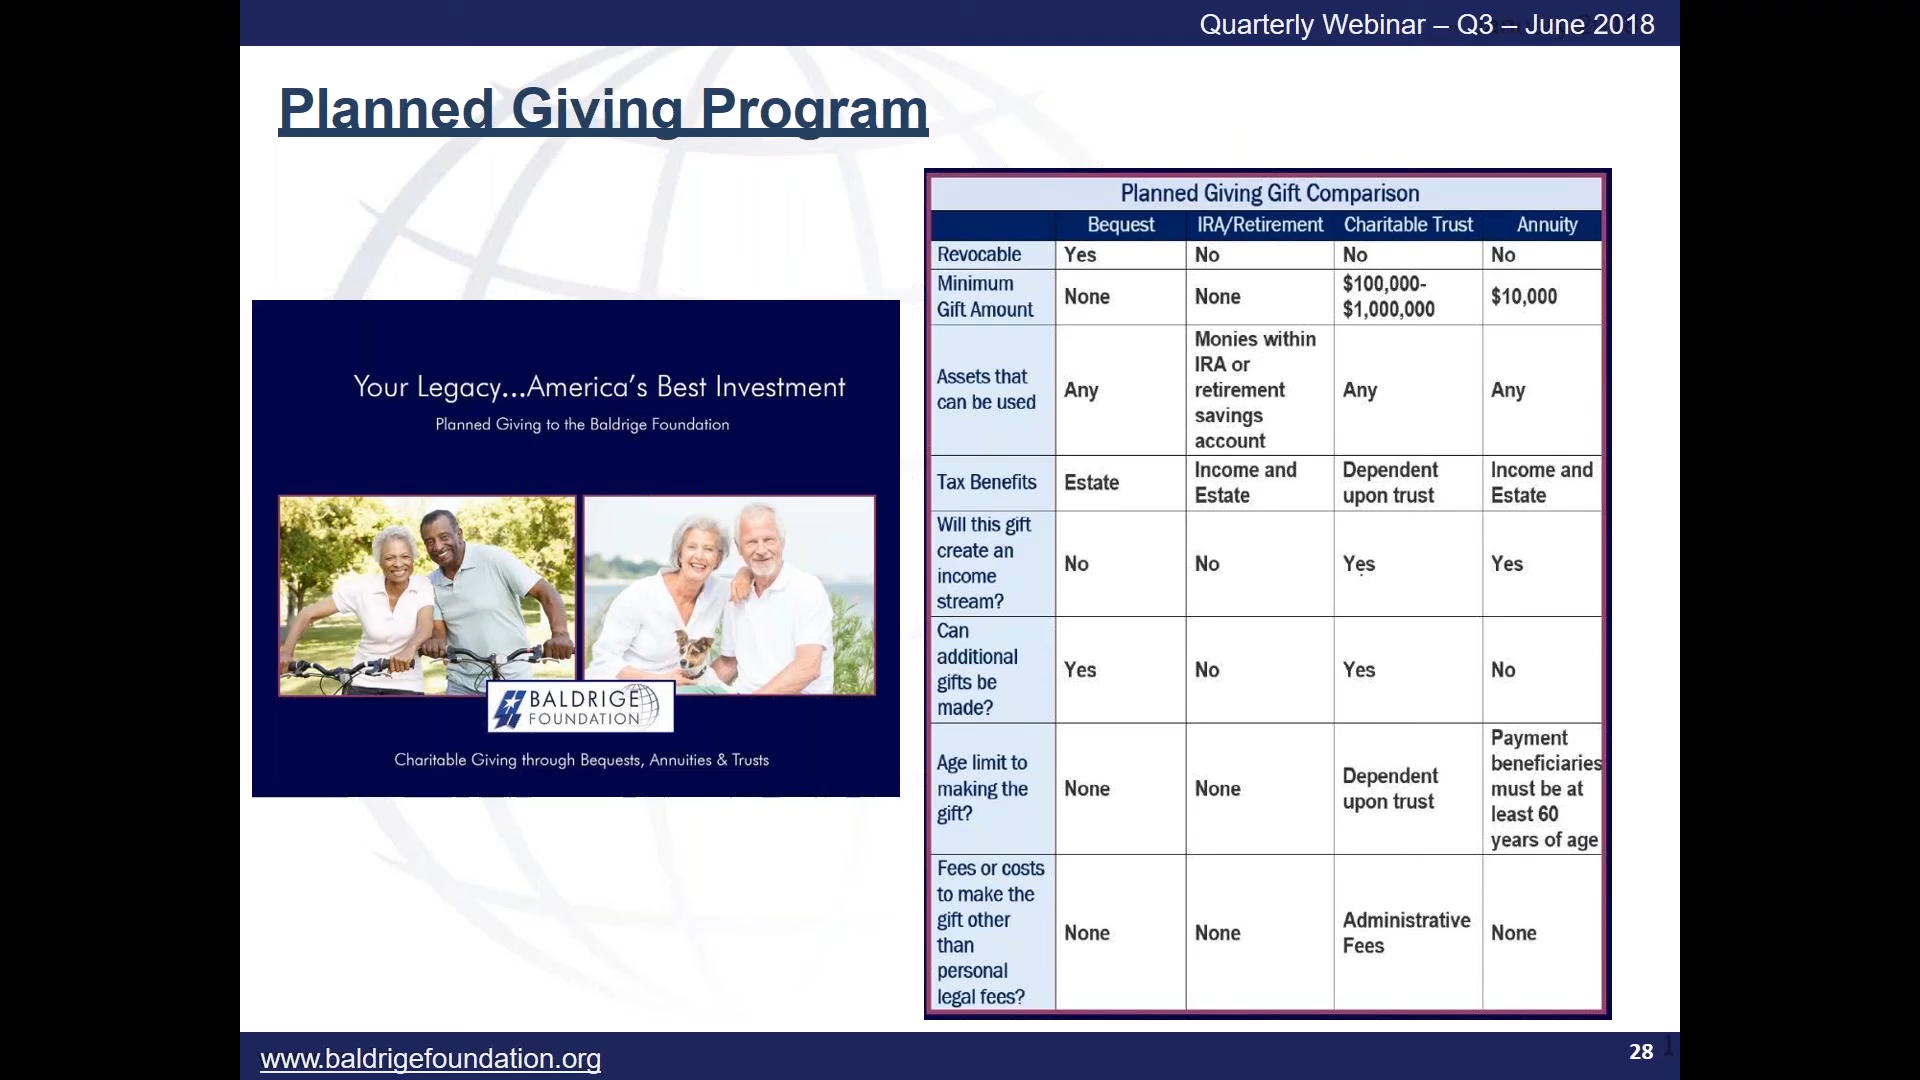 Quarterly Webinar – Q3 – June 2018
Planned Giving Program
Your Legacy...America's Best Investment
Planned Giving to the Baldrige Foundation
BALDRIGE
FOUNDATION
Charitable Giving through Bequests, Annuities & Trusts
Planned Giving Gift Comparison
Bequest IRA/Retirement Charitable Trust Annuity
Revocable Yes No No No
Minimum
Gift Amount
None
None
$100,000-
$1,000,000
$10,000
Assets that
can be used
Any
Monies within
IRA or
retirement
savings
account
Any
Any
Tax Benefits
Estate
Income and
Estate
Dependent
upon trust
Income and
Estate
Will this gift
create an
income
stream?
No
No
Yes
Yes
Can
additional
gifts be
made?
Yes
No
Yes
No
Age limit to
making the
gift?
None
None
Dependent
upon trust
Payment
beneficiaries
must be at
least 60
years of age
Fees or costs
to make the
gift other
than
personal
legal fees?
None
None
Administrative
Fees
None
www.baldrigefoundation.org
28
1